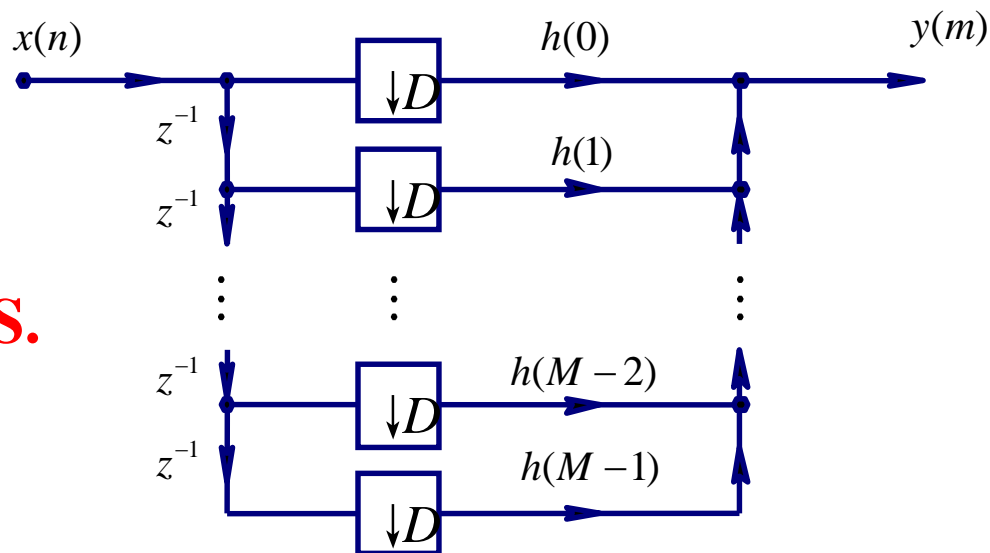 x(n) h(0) y(m)
↓D
z⁻¹
h(1)
z⁻¹ ↓D
⋮ ⋮ ⋮
s.
z⁻¹ h(M − 2)
↓D
z⁻¹ h(M − 1)
↓D